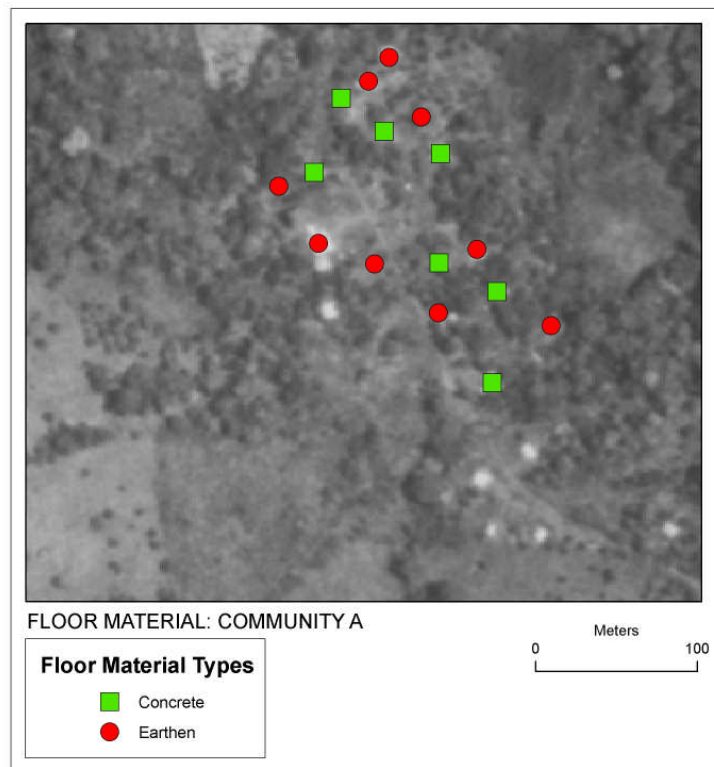 FLOOR MATERIAL: COMMUNITY A
Meters
0 100
Floor Material Types
Concrete
Earthen